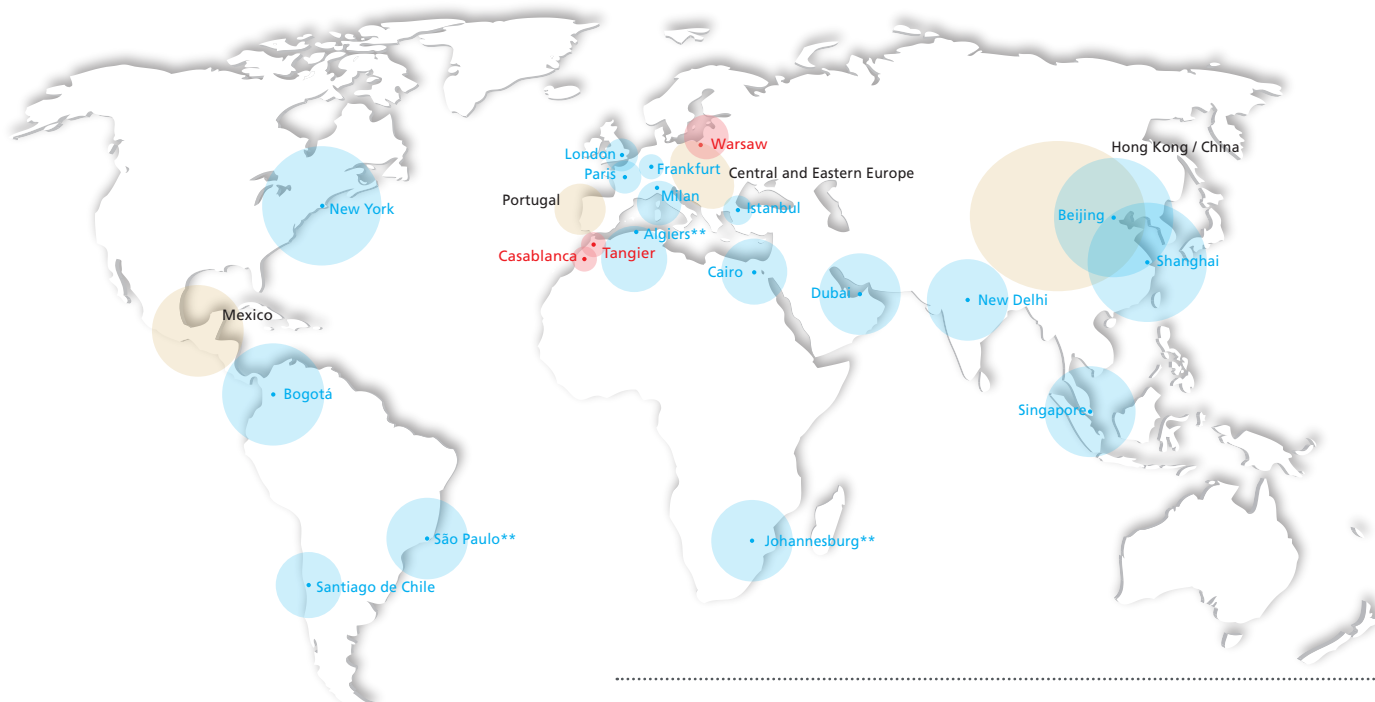 Warsaw
Hong Kong / China
London
Frankfurt
Paris
Central and Eastern Europe
Milan
Portugal
Istanbul
New York
Beijing
Algiers**
Tangier
Casablanca
Shanghai
Cairo
Dubai
New Delhi
Mexico
Bogotá
Singapore
São Paulo**
Johannesburg**
Santiago de Chile